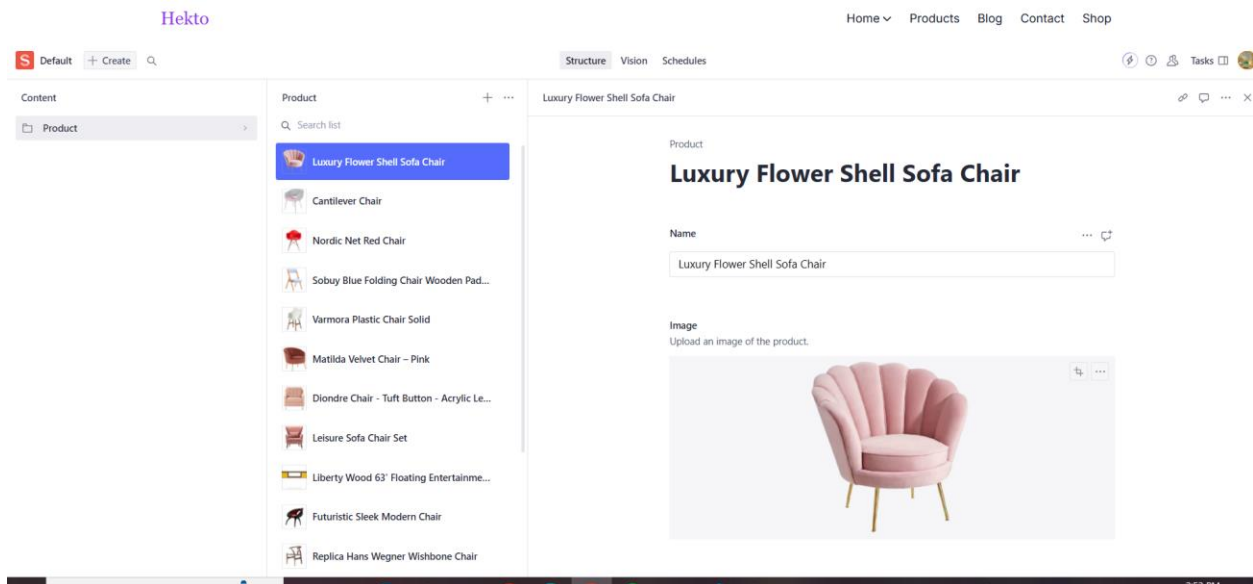 Hekto
Home Products Blog Contact Shop
S Default + Create Structure Vision Schedules Tasks
Content
Product
Product
Search list
Luxury Flower Shell Sofa Chair
Cantilever Chair
Nordic Net Red Chair
Sobuy Blue Folding Chair Wooden Pad...
Varmora Plastic Chair Solid
Matilda Velvet Chair – Pink
Diondre Chair - Tuft Button - Acrylic Le...
Leisure Sofa Chair Set
Liberty Wood 63" Floating Entertainme...
Futuristic Sleek Modern Chair
Replica Hans Wegner Wishbone Chair
Luxury Flower Shell Sofa Chair
Product
Luxury Flower Shell Sofa Chair
Name
Luxury Flower Shell Sofa Chair
Image
Upload an image of the product.